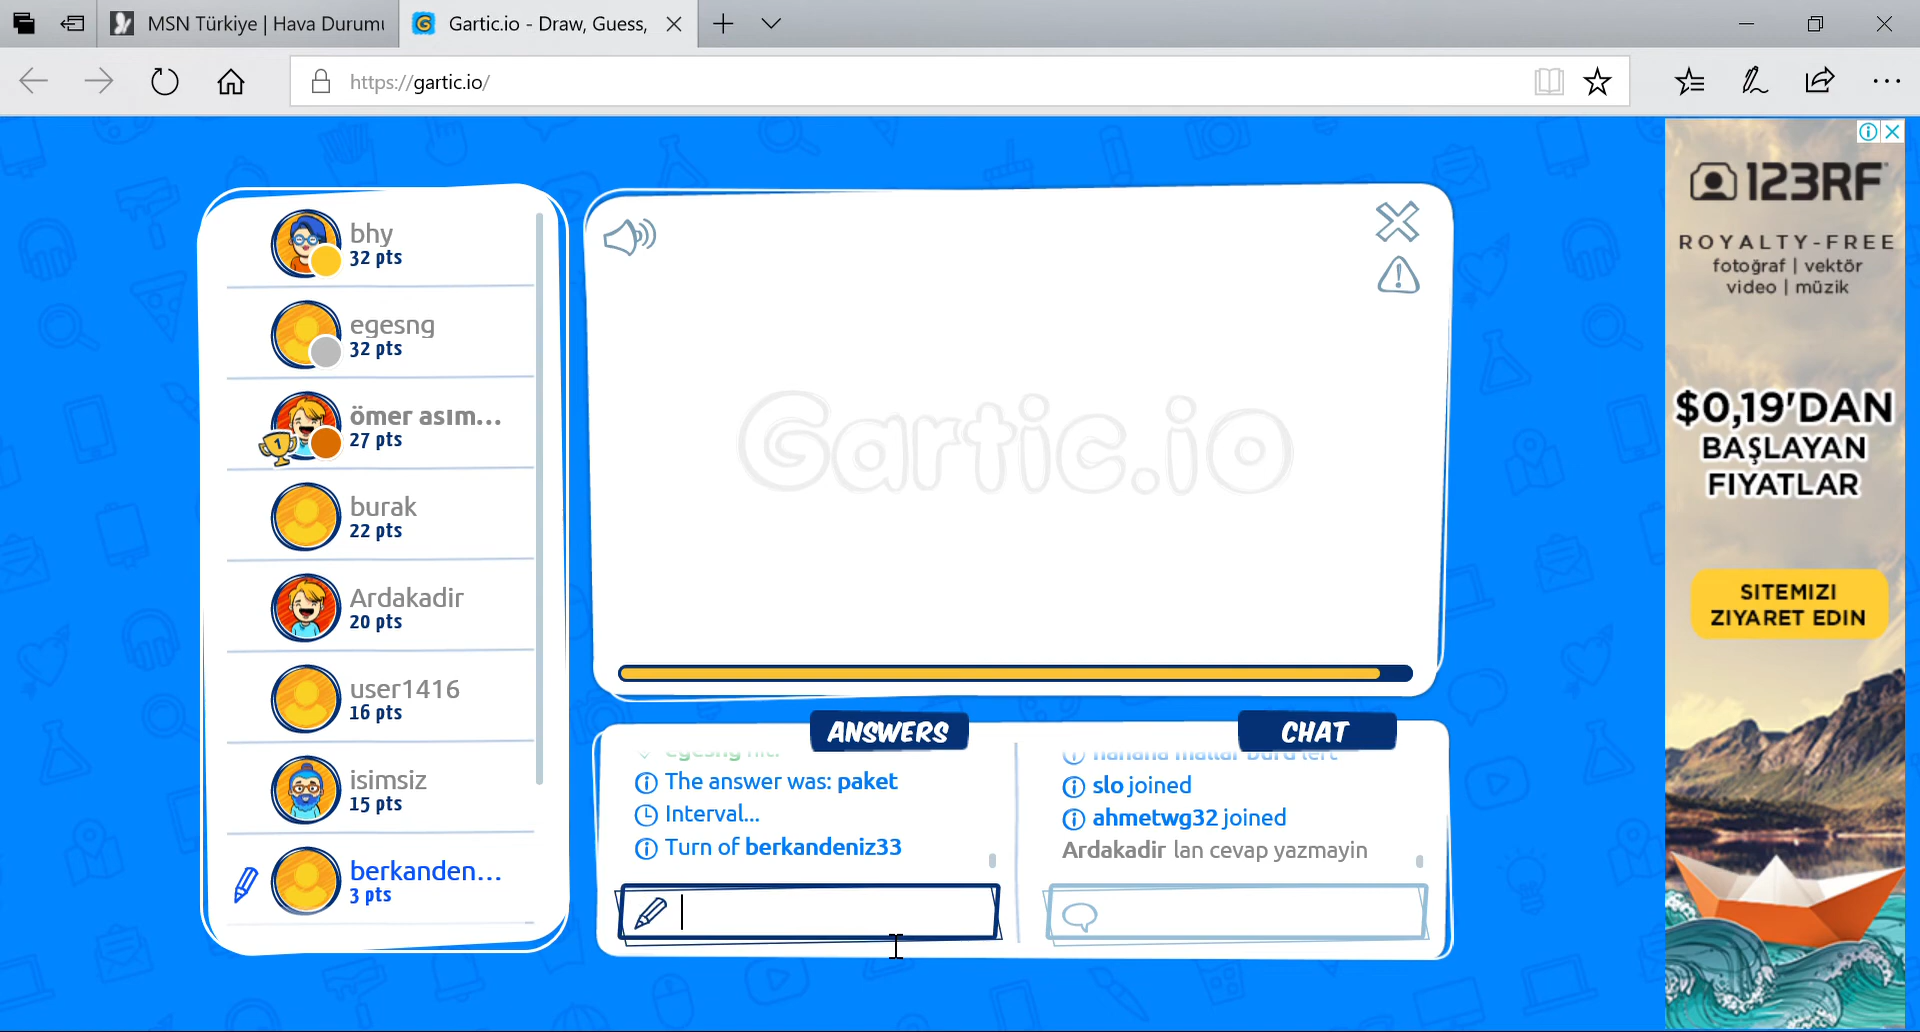 MSN Türkiye | Hava Durumu
Gartic.io - Draw, Guess,
https://gartic.io/
bhy
32 pts
egesng
32 pts
1
ömer asım...
27 pts
burak
22 pts
Ardakadir
20 pts
user1416
16 pts
isimsiz
15 pts
berkanden...
3 pts
Gartic.io
ANSWERS
egesng hit!
The answer was: paket
Interval...
Turn of berkandeniz33
CHAT
slo joined
ahmetwg32 joined
Ardakadir lan cevap yazmayin
123RF
ROYALTY-FREE
fotoğraf | vektör
video | müzik
$0,19'DAN
BAŞLAYAN
FIYATLAR
SITEMIZI
ZIYARET EDIN